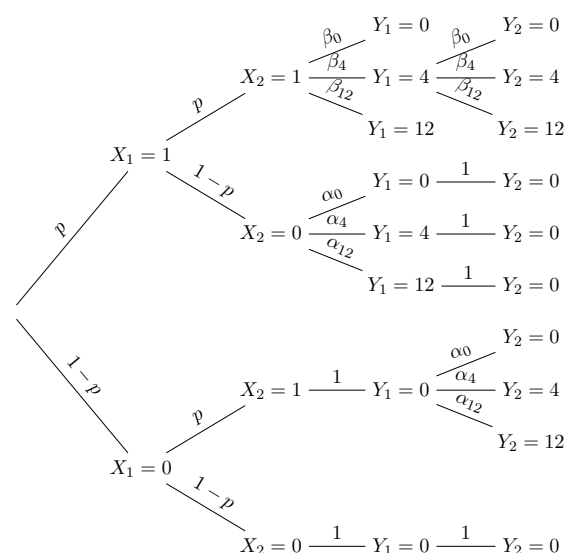 β₀ Y₁ = 0 β₀ Y₂ = 0
p X₂ = 1 β₄ Y₁ = 4 β₄ Y₂ = 4
β₁₂ Y₁ = 12 β₁₂ Y₂ = 12
p X₁ = 1
1 − p α₀ Y₁ = 0 1 Y₂ = 0
X₂ = 0 α₄ Y₁ = 4 1 Y₂ = 0
α₁₂ Y₁ = 12 1 Y₂ = 0
α₀ Y₂ = 0
1 − p p X₂ = 1 1 Y₁ = 0 α₄ Y₂ = 4
α₁₂ Y₂ = 12
X₁ = 0
1 − p X₂ = 0 1 Y₁ = 0 1 Y₂ = 0